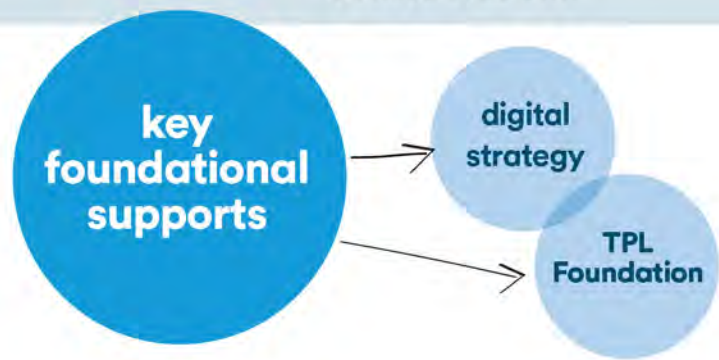 key
foundational
supports
digital
strategy
TPL
Foundation